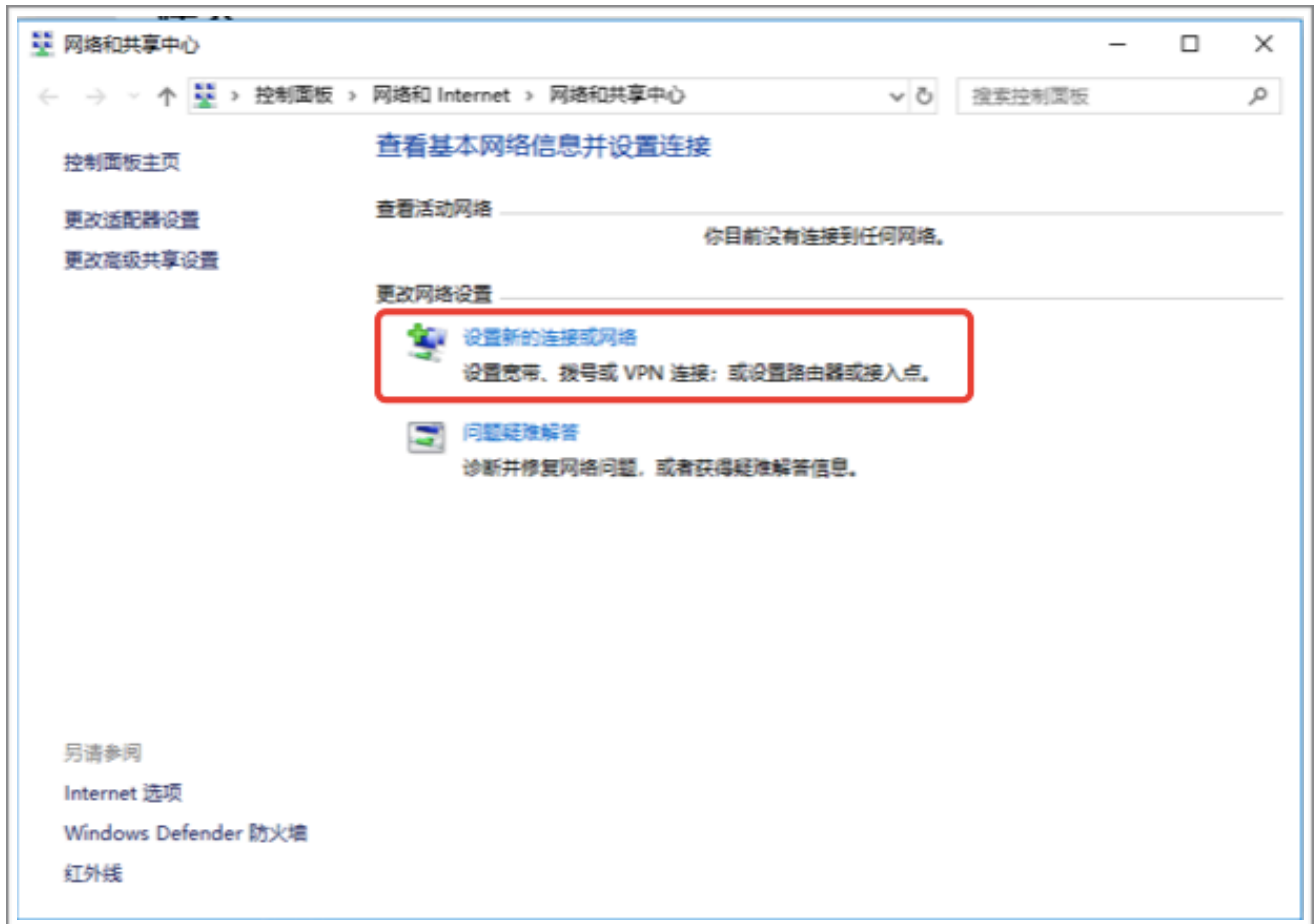 网络和共享中心
控制面板 › 网络和 Internet › 网络和共享中心
搜索控制面板
控制面板主页
更改适配器设置
更改高级共享设置
查看基本网络信息并设置连接
查看活动网络
你目前没有连接到任何网络。
更改网络设置
设置新的连接或网络
设置宽带、拨号或 VPN 连接；或设置路由器或接入点。
问题疑难解答
诊断并修复网络问题，或者获得疑难解答信息。
另请参阅
Internet 选项
Windows Defender 防火墙
红外线